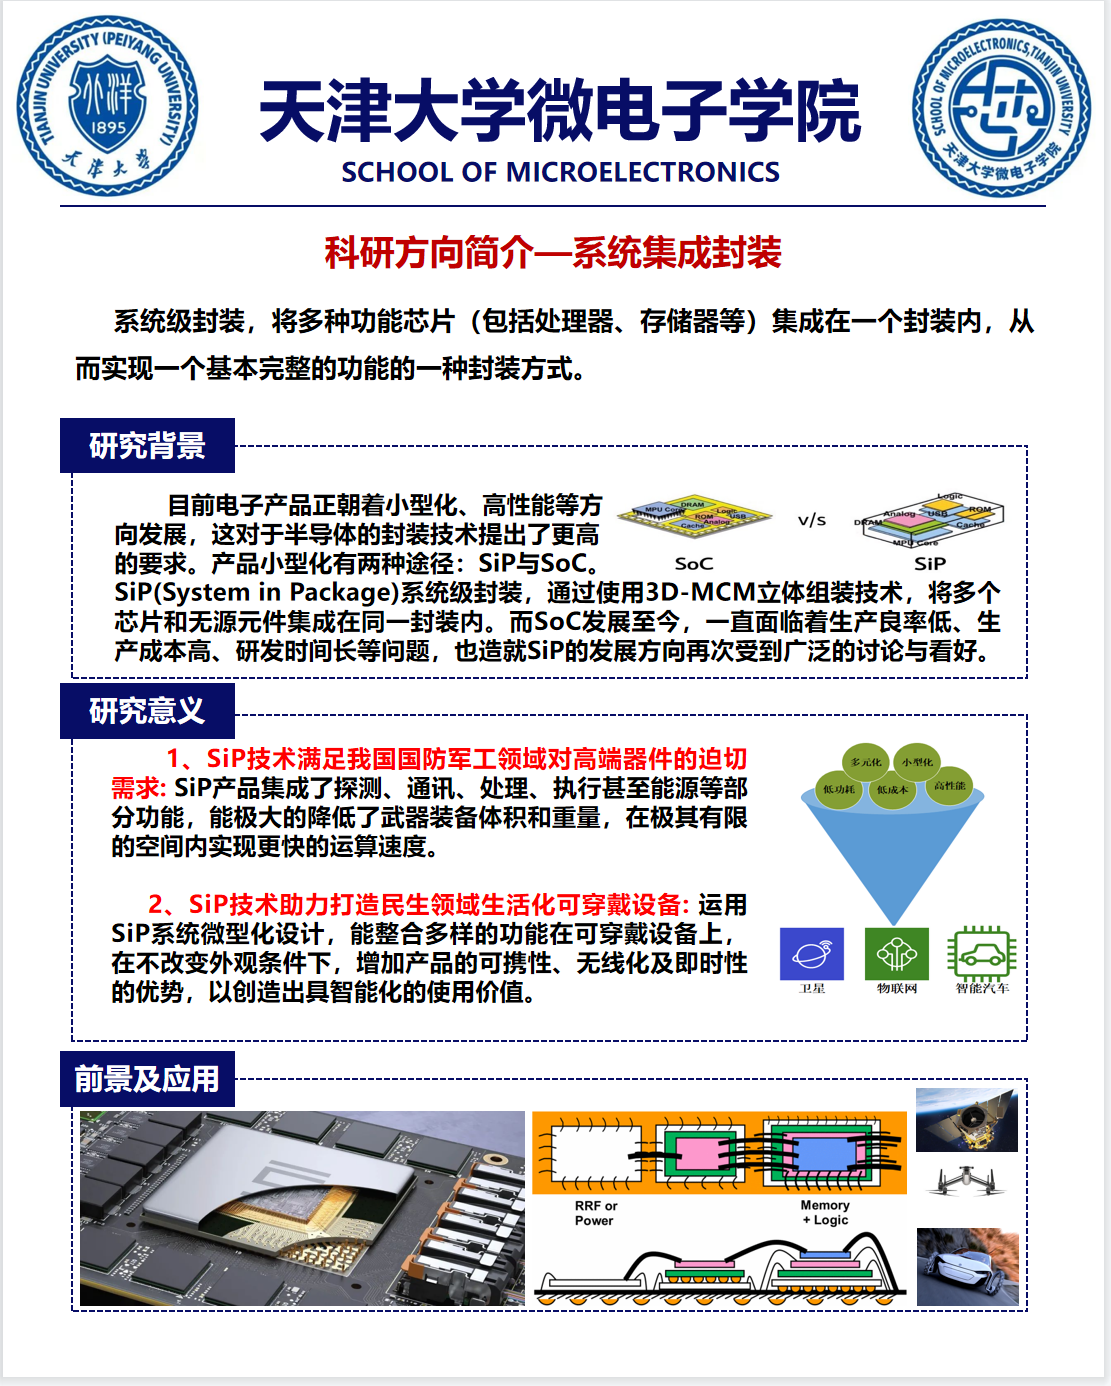 TIANJIN UNIVERSITY (PEIYANG UNIVERSITY)
北洋
1895
天津大学
天津大学微电子学院
SCHOOL OF MICROELECTRONICS
SCHOOL OF MICROELECTRONICS,TIANJIN UNIVERSITY
天津大学微电子学院
科研方向简介—系统集成封装
系统级封装，将多种功能芯片（包括处理器、存储器等）集成在一个封装内，从
而实现一个基本完整的功能的一种封装方式。
研究背景
目前电子产品正朝着小型化、高性能等方
向发展，这对于半导体的封装技术提出了更高
的要求。产品小型化有两种途径：SiP与SoC。
SiP(System in Package)系统级封装，通过使用3D-MCM立体组装技术，将多个
芯片和无源元件集成在同一封装内。而SoC发展至今，一直面临着生产良率低、生
产成本高、研发时间长等问题，也造就SiP的发展方向再次受到广泛的讨论与看好。
DRAM
MPU Core
Logic
ROM
USB
Analog
Cache
SoC
v/s
Logic
ROM
Analog
USB
DRAM
Cache
MPU Core
SiP
研究意义
1、SiP技术满足我国国防军工领域对高端器件的迫切
需求: SiP产品集成了探测、通讯、处理、执行甚至能源等部
分功能，能极大的降低了武器装备体积和重量，在极其有限
的空间内实现更快的运算速度。
2、SiP技术助力打造民生领域生活化可穿戴设备: 运用
SiP系统微型化设计，能整合多样的功能在可穿戴设备上，
在不改变外观条件下，增加产品的可携性、无线化及即时性
的优势，以创造出具智能化的使用价值。
多元化
小型化
低功耗
低成本
高性能
卫星
物联网
智能汽车
前景及应用
RRF or
Power
Memory
+ Logic